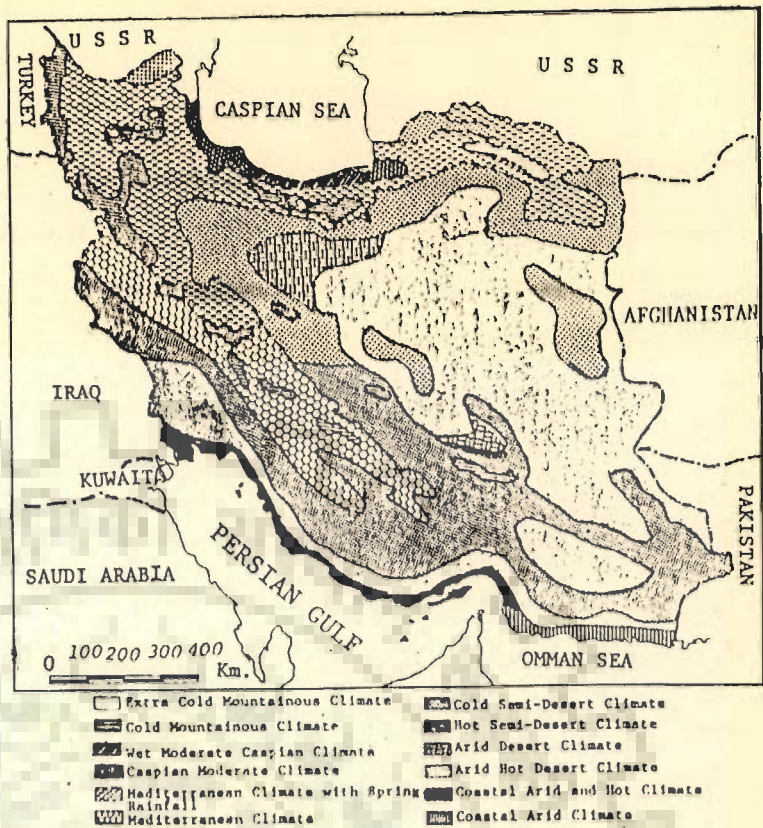 USSR
USSR
TURKEY
CASPIAN SEA
AFGHANISTAN
IRAQ
KUWAIT
PAKISTAN
PERSIAN GULF
SAUDI ARABIA
OMMAN SEA
0 100 200 300 400
Km.
Extra Cold Mountainous Climate
Cold Mountainous Climate
Wet Moderate Caspian Climate
Caspian Moderate Climate
Mediterranean Climate with Spring
Rainfall
Mediterranean Climate
Cold Semi-Desert Climate
Hot Semi-Desert Climate
Arid Desert Climate
Arid Hot Desert Climate
Coastal Arid and Hot Climate
Coastal Arid Climate